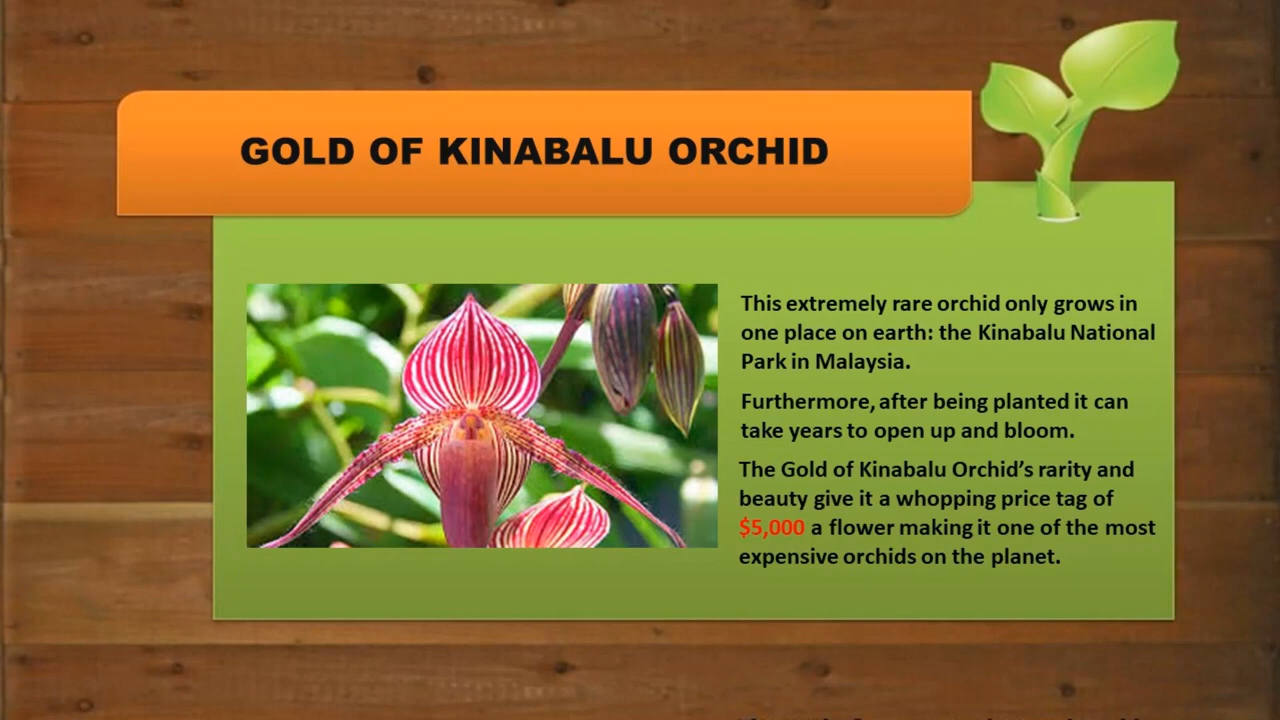 GOLD OF KINABALU ORCHID
This extremely rare orchid only grows in
one place on earth: the Kinabalu National
Park in Malaysia.
Furthermore, after being planted it can
take years to open up and bloom.
The Gold of Kinabalu Orchid’s rarity and
beauty give it a whopping price tag of
$5,000 a flower making it one of the most
expensive orchids on the planet.